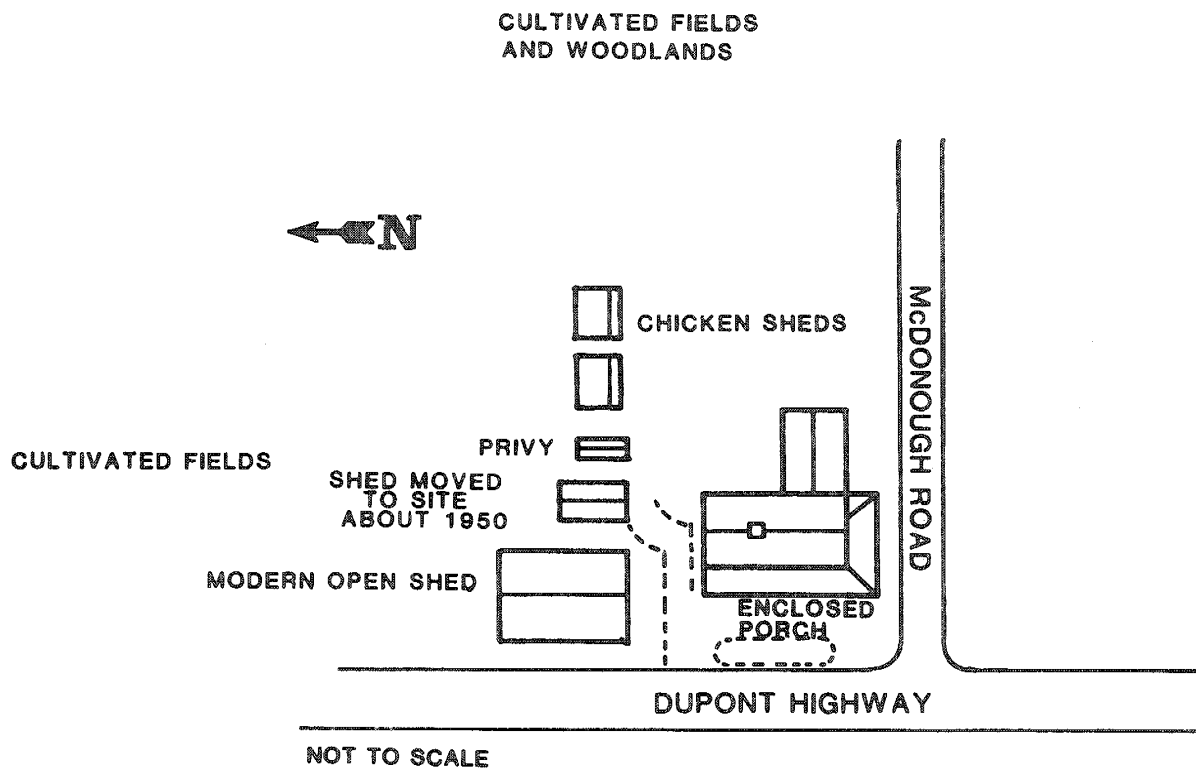 CULTIVATED FIELDS
AND WOODLANDS
N
CHICKEN SHEDS
McDONOUGH ROAD
PRIVY
CULTIVATED FIELDS
SHED MOVED
TO SITE
ABOUT 1950
MODERN OPEN SHED
ENCLOSED
PORCH
DUPONT HIGHWAY
NOT TO SCALE